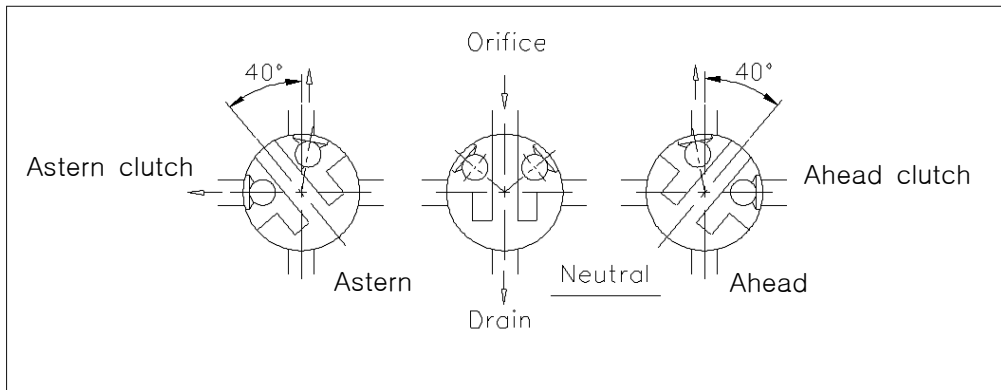 Orifice
40°
40°
Astern clutch
Ahead clutch
Astern
Neutral
Ahead
Drain